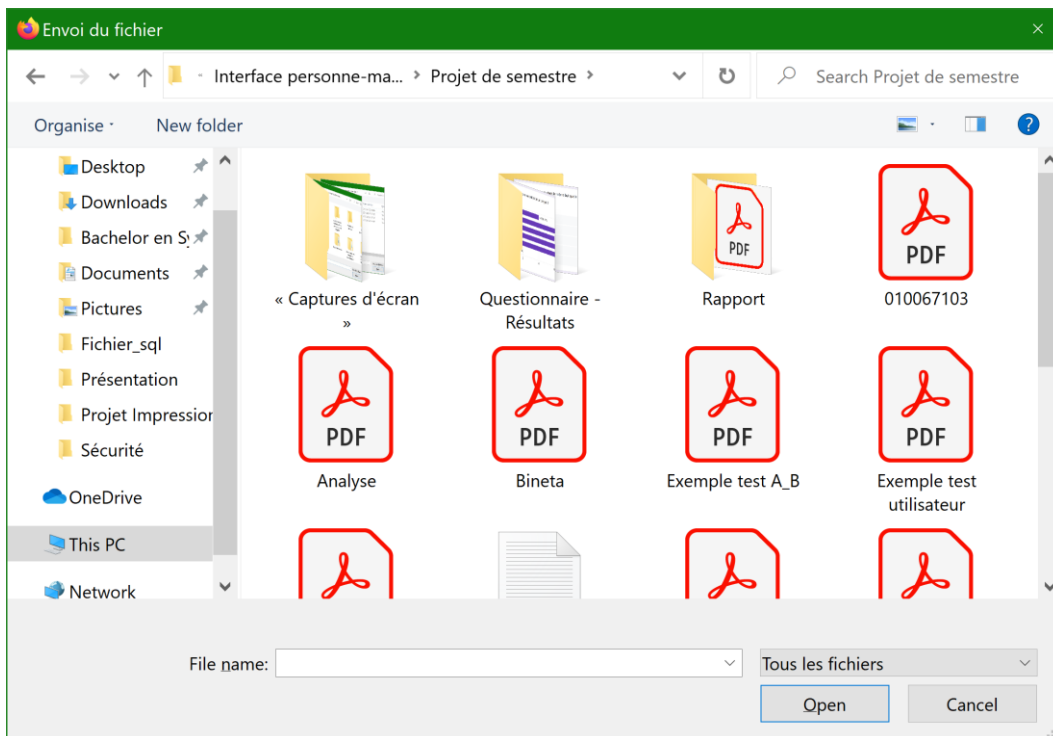 Envoi du fichier
Interface personne-ma... › Projet de semestre ›
Search Projet de semestre
Organise
New folder
?
Desktop
Downloads
Bachelor en Sy
Documents
Pictures
Fichier_sql
Présentation
Projet Impression
Sécurité
OneDrive
This PC
Network
« Captures d'écran
»
Questionnaire -
Résultats
PDF
Rapport
PDF
010067103
PDF
Analyse
PDF
Bineta
PDF
Exemple test A_B
PDF
Exemple test
utilisateur
File name:
Tous les fichiers
Open
Cancel